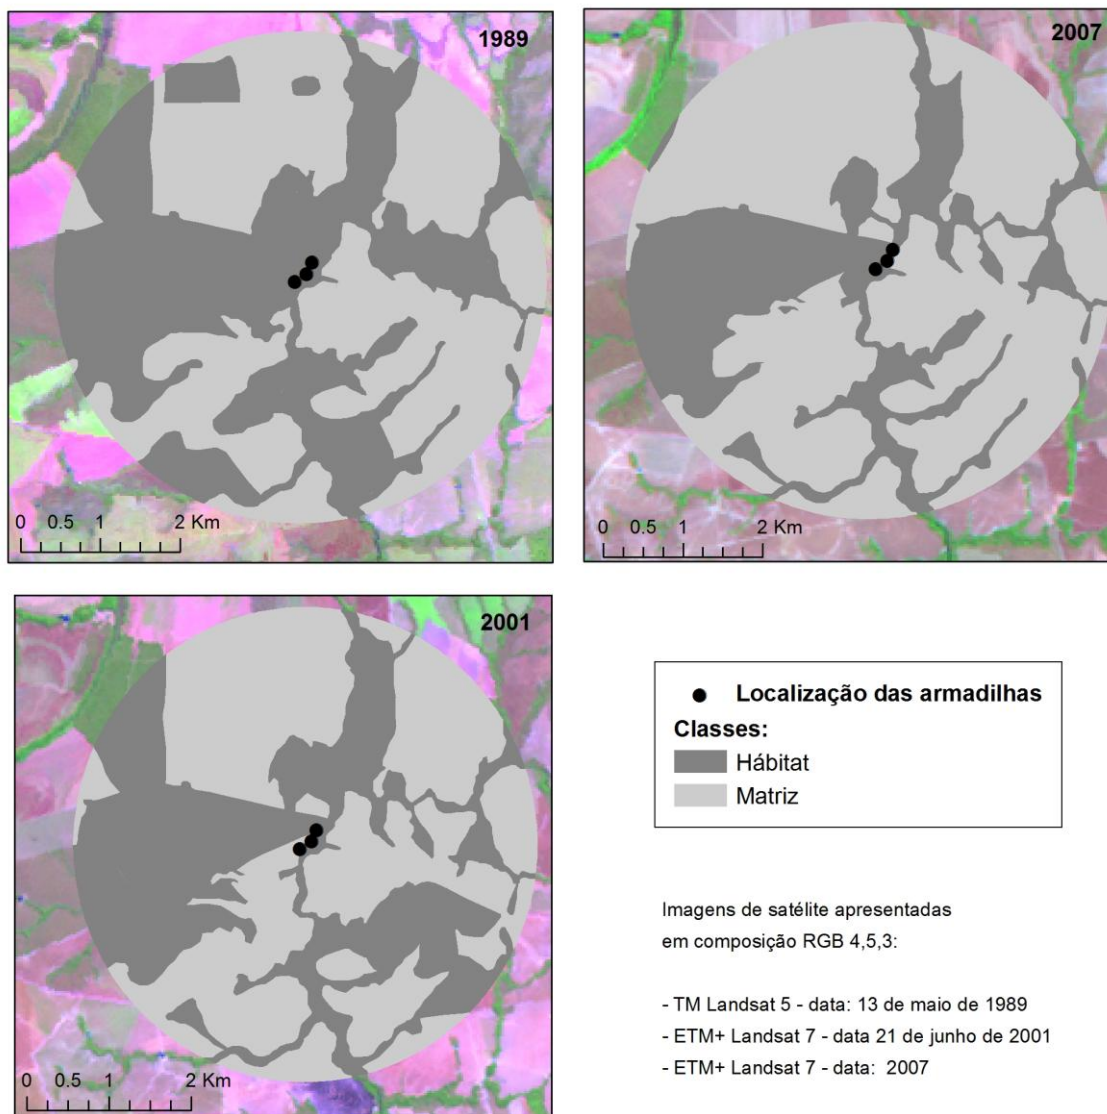 1989
0 0.5 1 2 Km
2007
0 0.5 1 2 Km
2001
0 0.5 1 2 Km
Localização das armadilhas
Classes:
Hábitat
Matriz
Imagens de satélite apresentadas
em composição RGB 4,5,3:
- TM Landsat 5 - data: 13 de maio de 1989
- ETM+ Landsat 7 - data 21 de junho de 2001
- ETM+ Landsat 7 - data: 2007